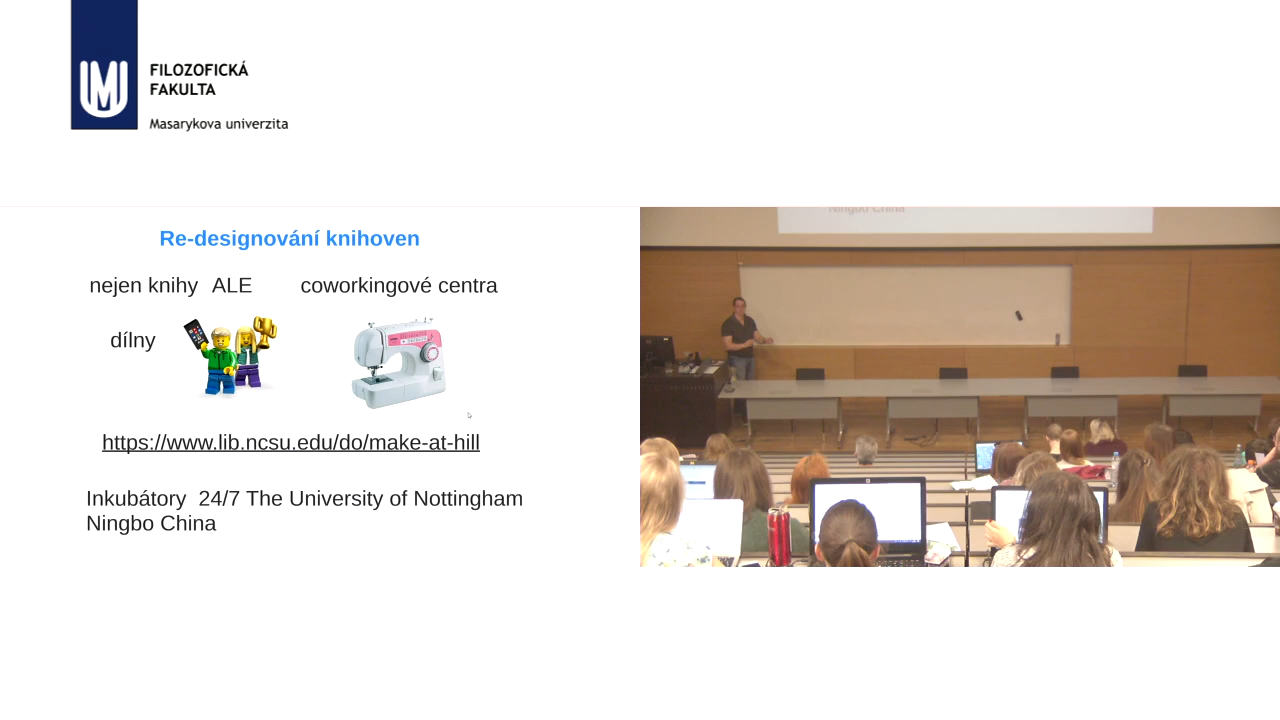 FILOZOFICKÁ
FAKULTA
Masarykova univerzita
Re-designování knihoven
nejen knihy ALE coworkingové centra
dílny
https://www.lib.ncsu.edu/do/make-at-hill
Inkubátory 24/7 The University of Nottingham
Ningbo China
Ningbo China